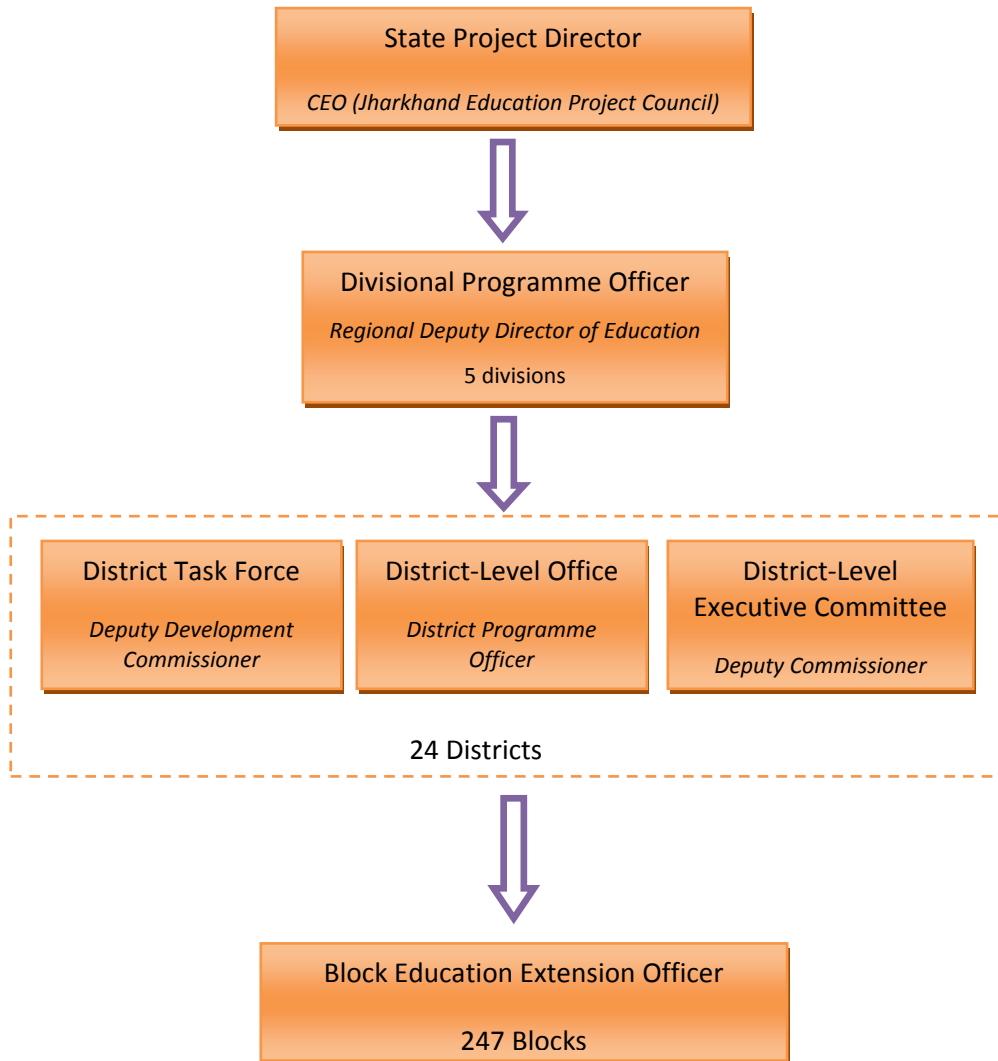 State Project Director
CEO (Jharkhand Education Project Council)
Divisional Programme Officer
Regional Deputy Director of Education
5 divisions
District Task Force
Deputy Development
Commissioner
District-Level Office
District Programme
Officer
District-Level
Executive Committee
Deputy Commissioner
24 Districts
Block Education Extension Officer
247 Blocks